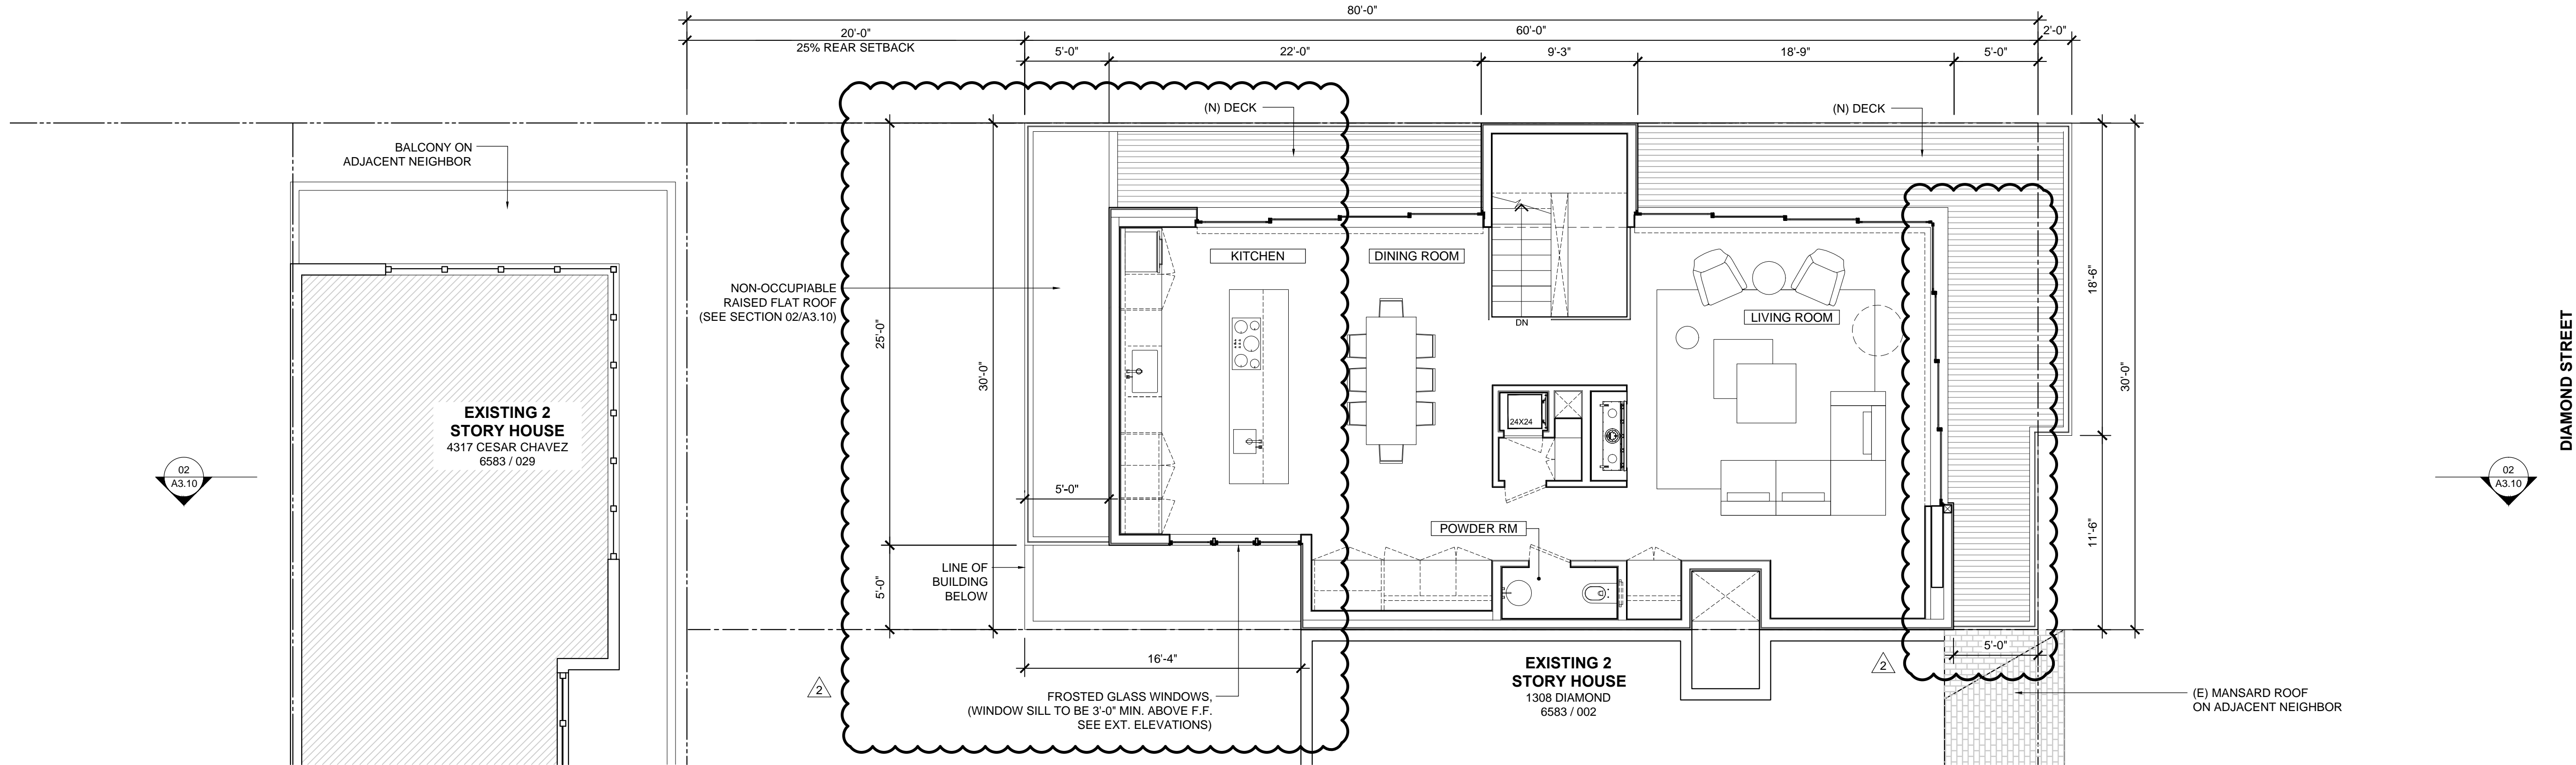 80'-0"
20'-0"
25% REAR SETBACK
60'-0"
2'-0"
5'-0"
22'-0"
9'-3"
18'-9"
5'-0"
(N) DECK
(N) DECK
BALCONY ON
ADJACENT NEIGHBOR
KITCHEN
DINING ROOM
NON-OCCUPIABLE
RAISED FLAT ROOF
(SEE SECTION 02/A3.10)
LIVING ROOM
DN
25'-0"
30'-0"
18'-6"
30'-0"
DIAMOND STREET
EXISTING 2
STORY HOUSE
4317 CESAR CHAVEZ
6583 / 029
24X24
02
A3.10
02
A3.10
5'-0"
POWDER RM
11'-6"
LINE OF
BUILDING
BELOW
5'-0"
16'-4"
5'-0"
EXISTING 2
STORY HOUSE
1308 DIAMOND
6583 / 002
2
2
FROSTED GLASS WINDOWS,
(WINDOW SILL TO BE 3'-0" MIN. ABOVE F.F.
SEE EXT. ELEVATIONS)
(E) MANSARD ROOF
ON ADJACENT NEIGHBOR